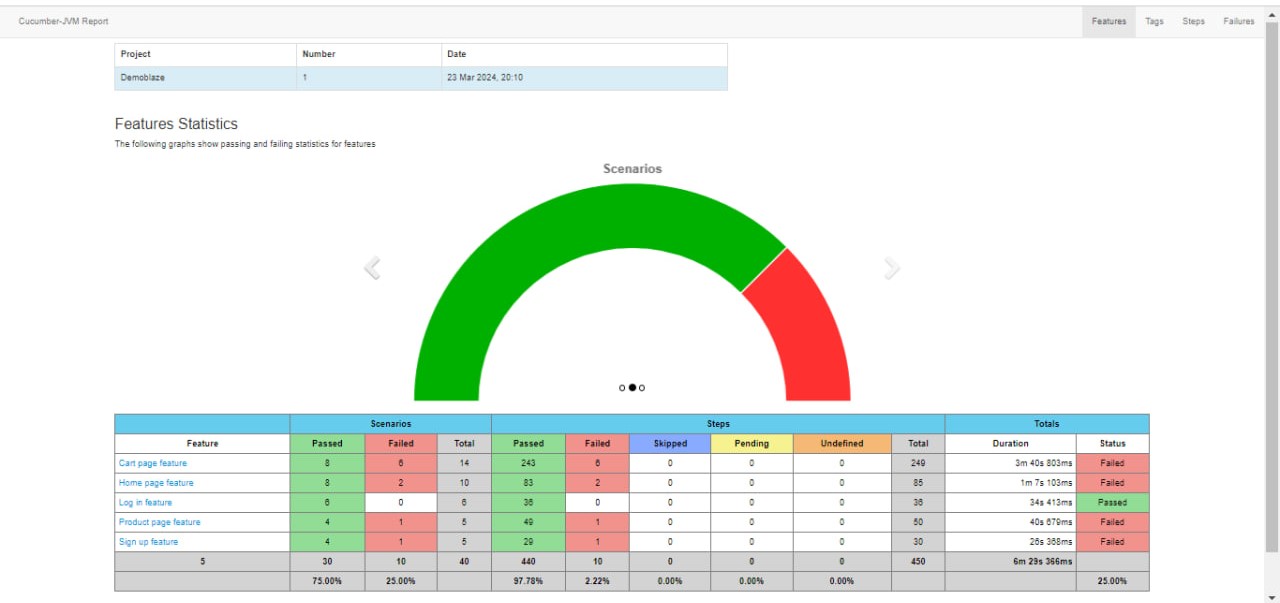 Cucumber-JVM Report Features Tags Steps Failures
Project Number Date
Demoblaze 1 23 Mar 2024, 20:10
Features Statistics
The following graphs show passing and failing statistics for features
Scenarios
Scenarios Steps Totals
Feature Passed Failed Total Passed Failed Skipped Pending Undefined Total Duration Status
Cart page feature 8 6 14 243 6 0 0 0 249 3m 40s 803ms Failed
Home page feature 8 2 10 83 2 0 0 0 85 1m 7s 103ms Failed
Log in feature 6 0 6 36 0 0 0 0 36 34s 413ms Passed
Product page feature 4 1 5 49 1 0 0 0 50 40s 679ms Failed
Sign up feature 4 1 5 29 1 0 0 0 30 26s 368ms Failed
5 30 10 40 440 10 0 0 0 450 6m 29s 366ms
75.00% 25.00% 97.78% 2.22% 0.00% 0.00% 0.00% 25.00%